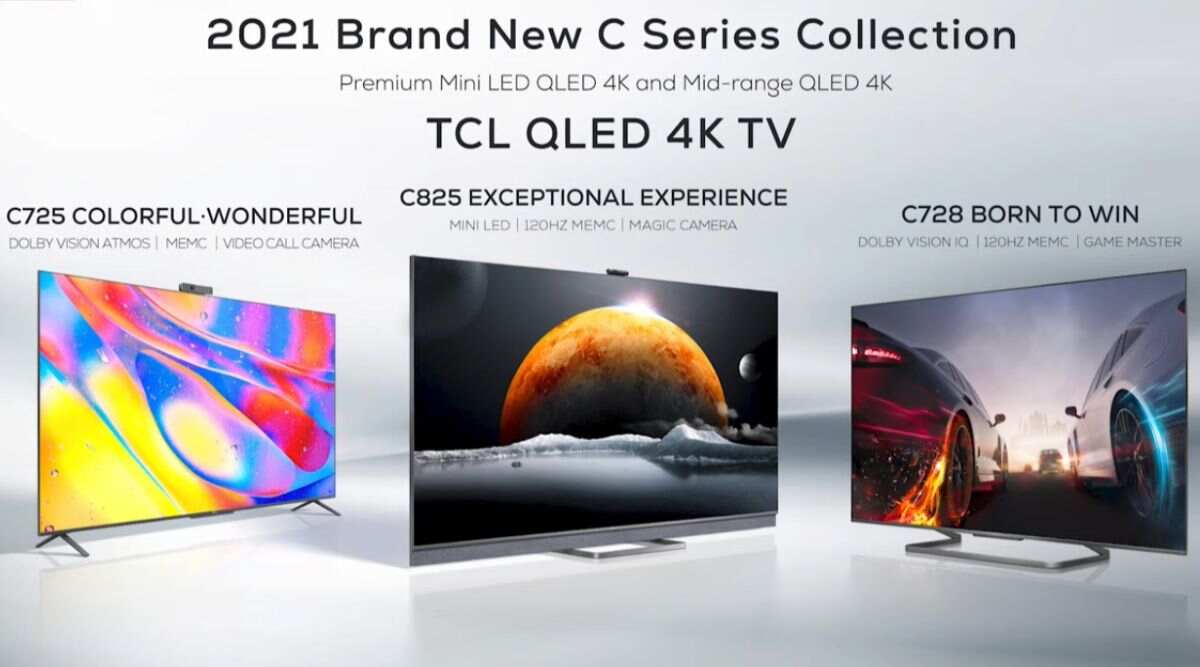 2021 Brand New C Series Collection
Premium Mini LED QLED 4K and Mid-range QLED 4K
TCL QLED 4K TV
C725 COLORFUL·WONDERFUL
DOLBY VISION ATMOS | MEMC | VIDEO CALL CAMERA
C825 EXCEPTIONAL EXPERIENCE
MINI LED | 120HZ MEMC | MAGIC CAMERA
C728 BORN TO WIN
DOLBY VISION IQ | 120HZ MEMC | GAME MASTER